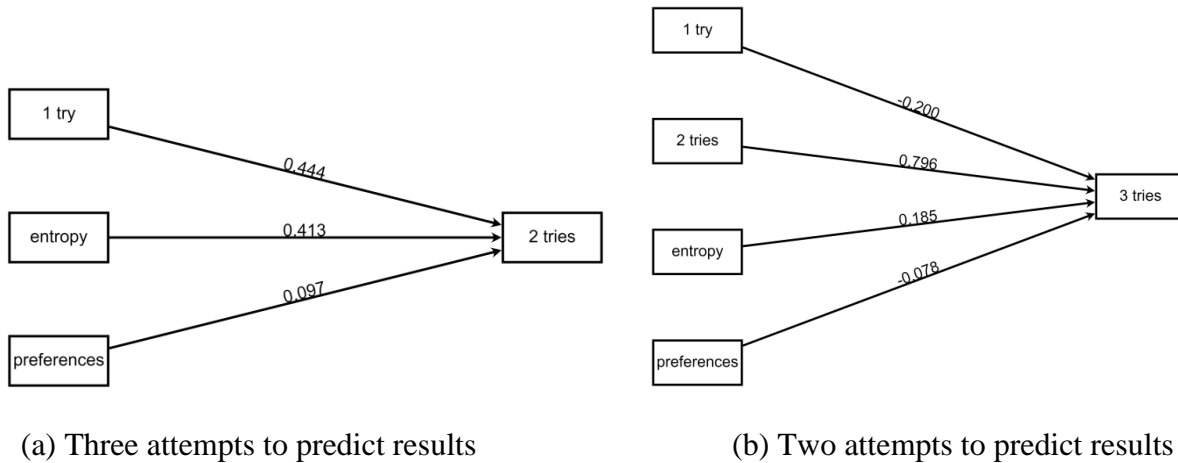 1 try
entropy
preferences
0.444
0.413
0.097
2 tries
(a) Three attempts to predict results
1 try
2 tries
entropy
preferences
-0.200
0.796
0.185
-0.078
3 tries
(b) Two attempts to predict results